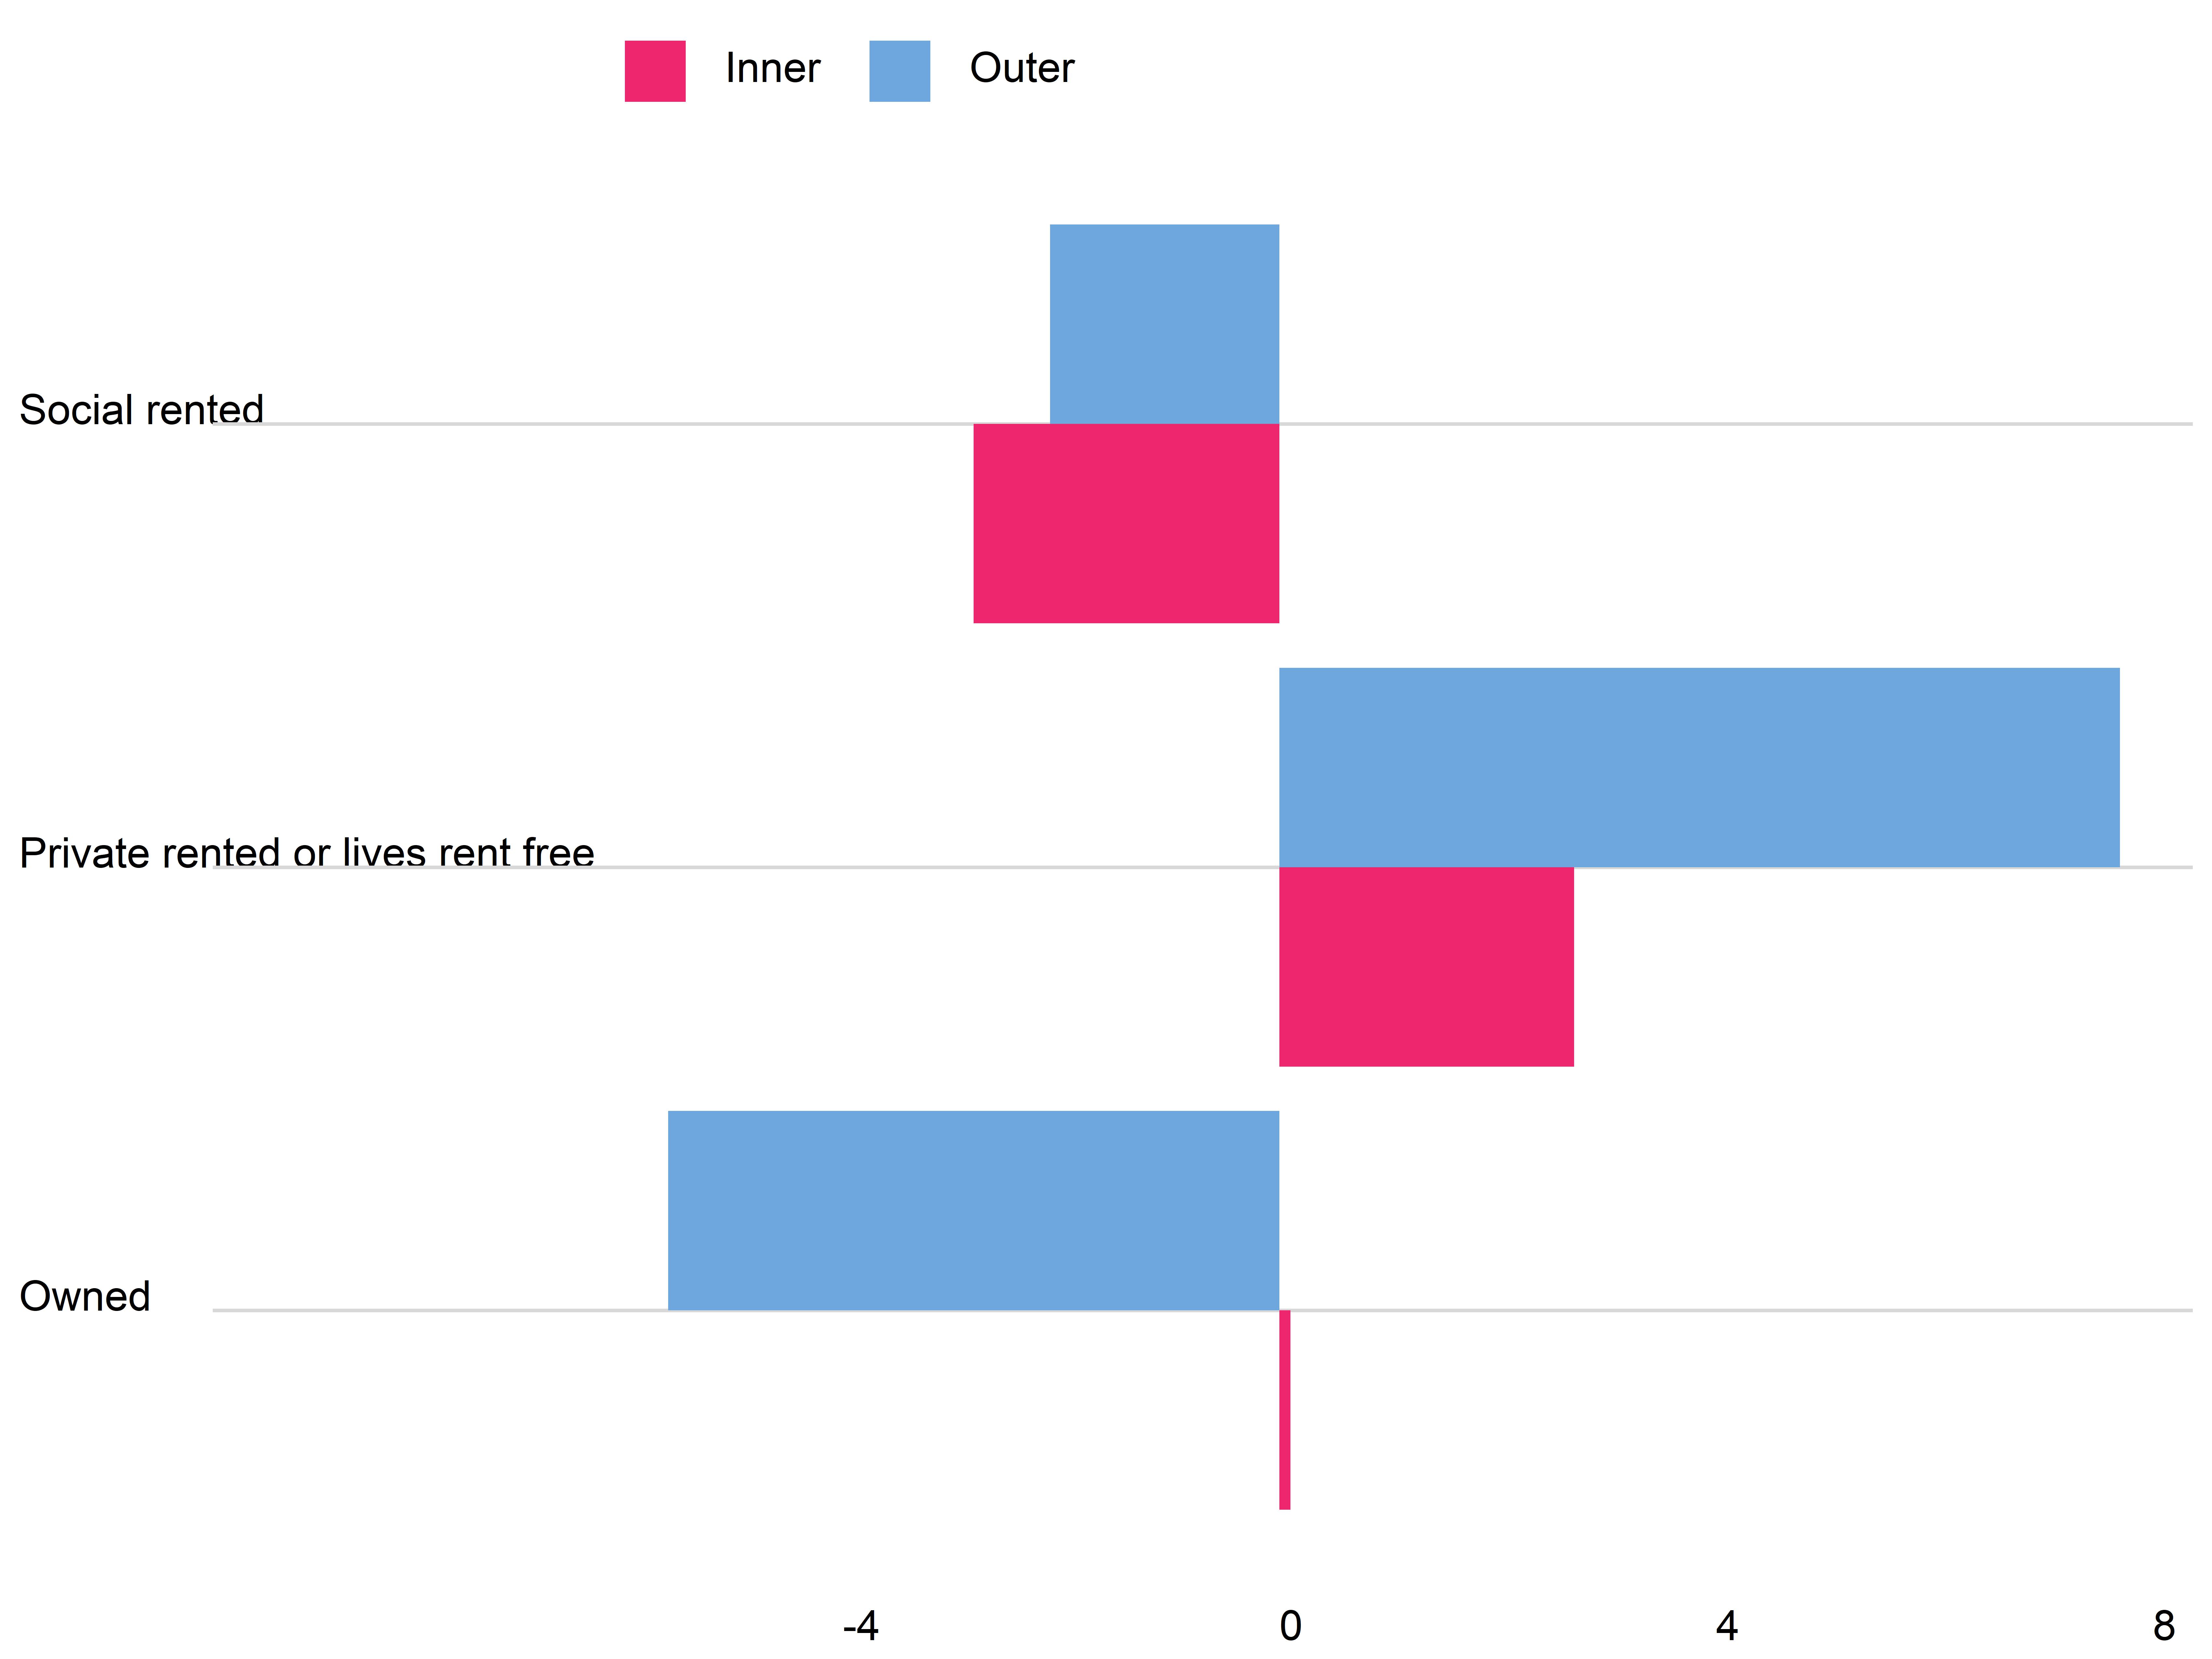 Inner Outer
Social rented
Private rented or lives rent free
Owned
-4 0 4 8